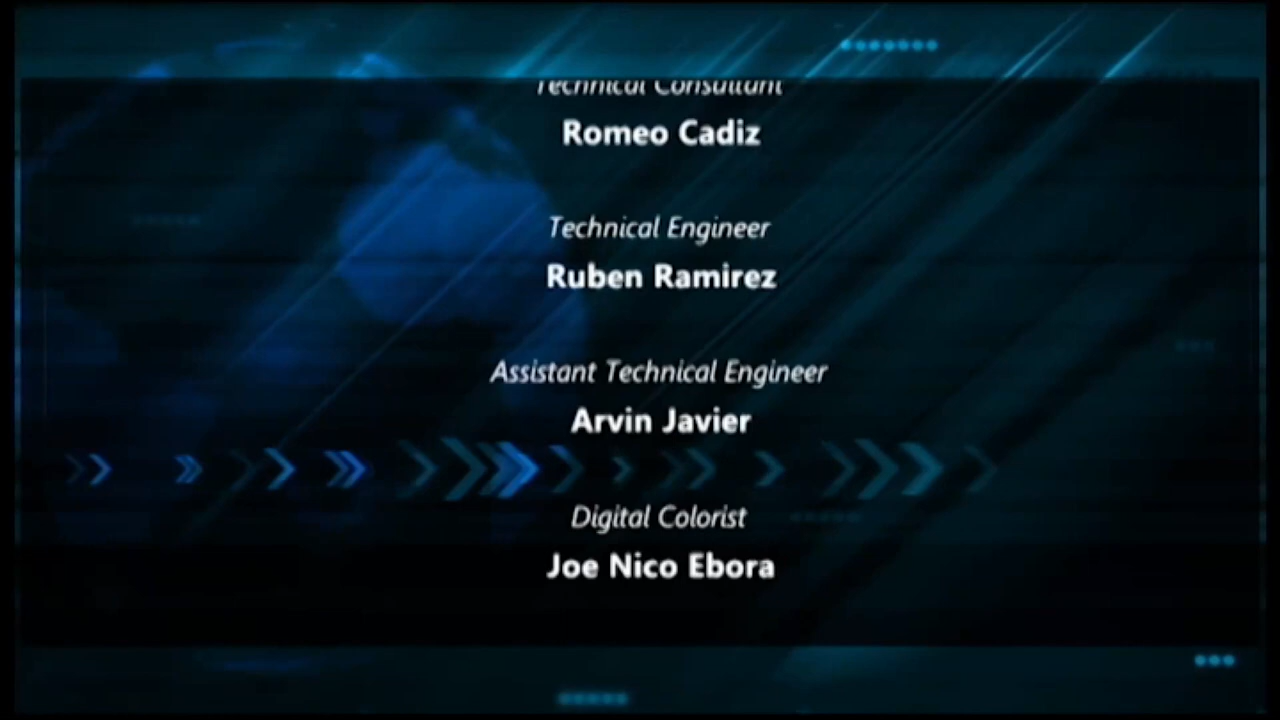 Technical Consultant
Romeo Cadiz
Technical Engineer
Ruben Ramirez
Assistant Technical Engineer
Arvin Javier
Digital Colorist
Joe Nico Ebora